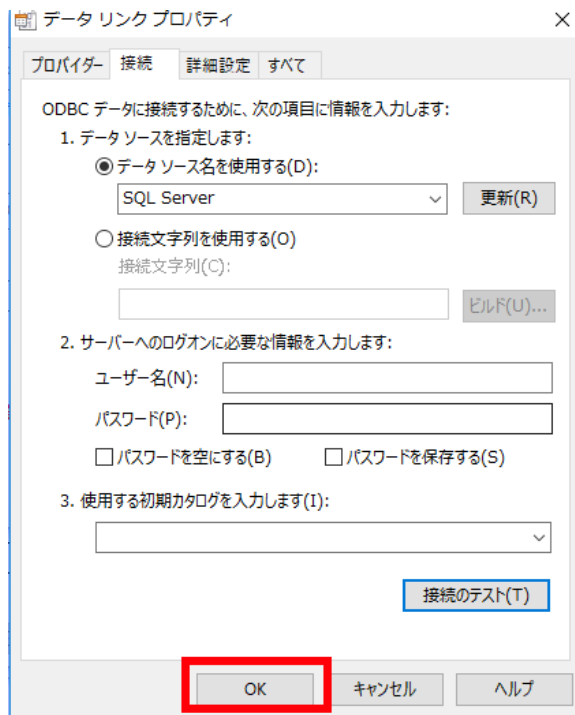 データ リンク プロパティ
プロバイダー 接続 詳細設定 すべて
ODBC データに接続するために、次の項目に情報を入力します:
1. データ ソースを指定します:
データ ソース名を使用する(D):
SQL Server 更新(R)
接続文字列を使用する(O)
接続文字列(C):
ビルド(U)...
2. サーバーへのログオンに必要な情報を入力します:
ユーザー名(N):
パスワード(P):
パスワードを空にする(B) パスワードを保存する(S)
3. 使用する初期カタログを入力します(I):
接続のテスト(T)
OK キャンセル ヘルプ